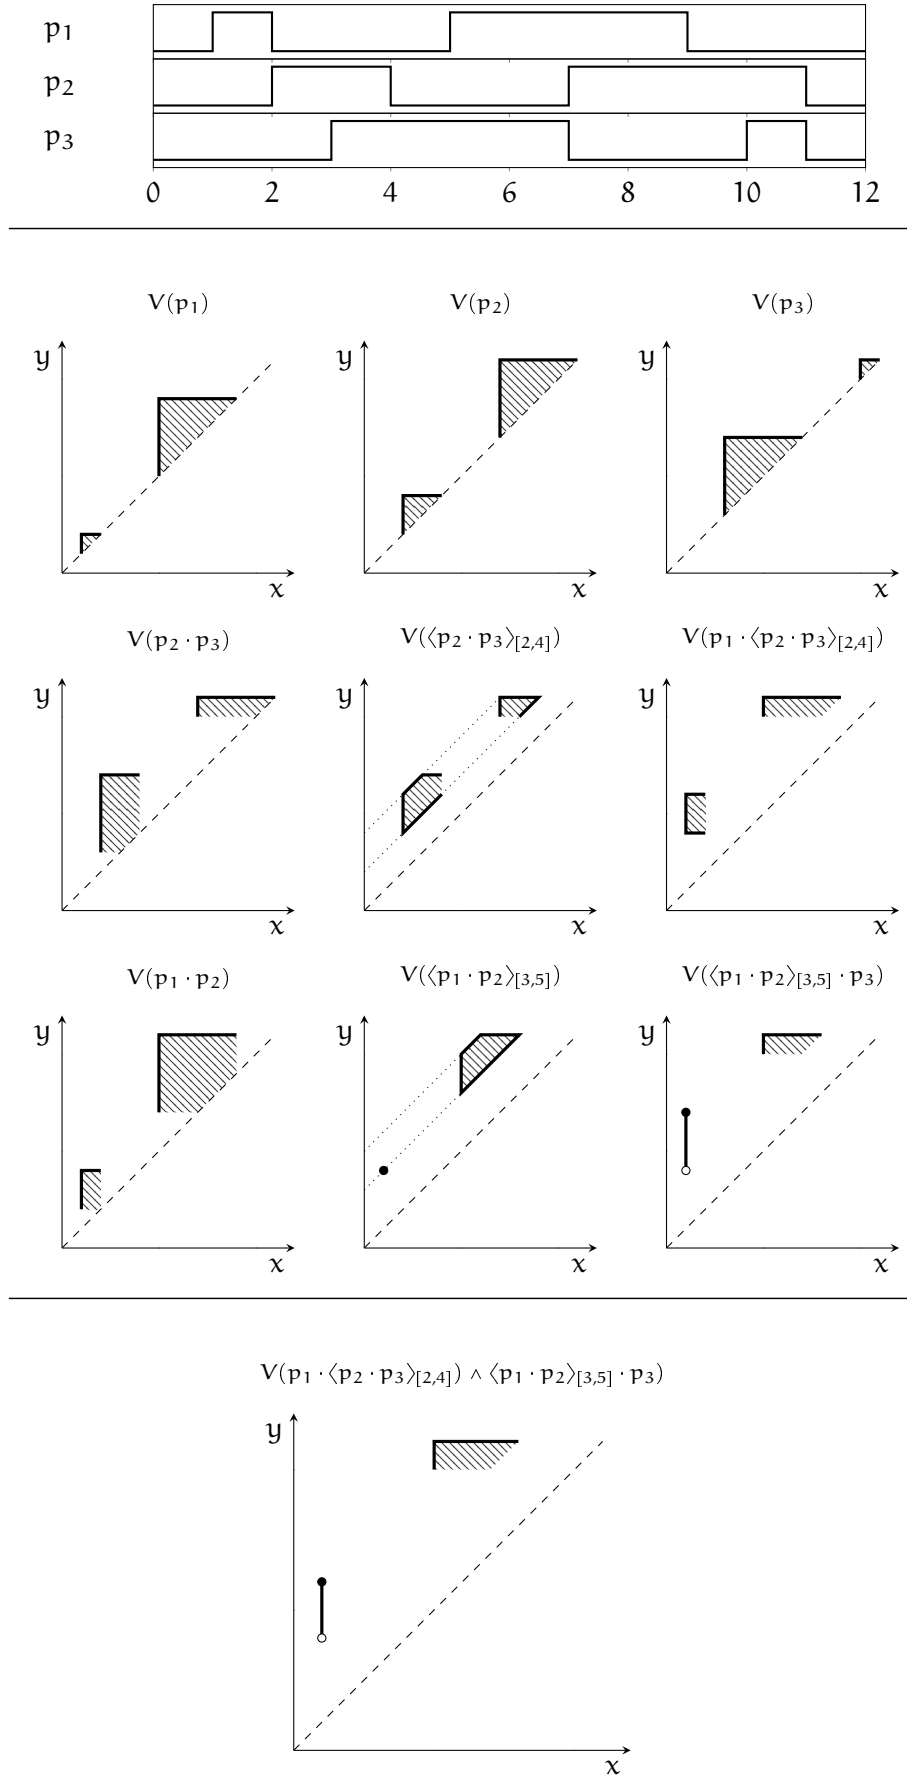 p₁
p₂
p₃
0 2 4 6 8 10 12
V(p₁) V(p₂) V(p₃)
y y y
x x x
V(p₂ · p₃) V(⟨p₂ · p₃⟩[2,4]) V(p₁ · ⟨p₂ · p₃⟩[2,4])
y y y
x x x
V(p₁ · p₂) V(⟨p₁ · p₂⟩[3,5]) V(⟨p₁ · p₂⟩[3,5] · p₃)
y y y
x x x
V(p₁ · ⟨p₂ · p₃⟩[2,4]) ∧ ⟨p₁ · p₂⟩[3,5] · p₃)
y
x